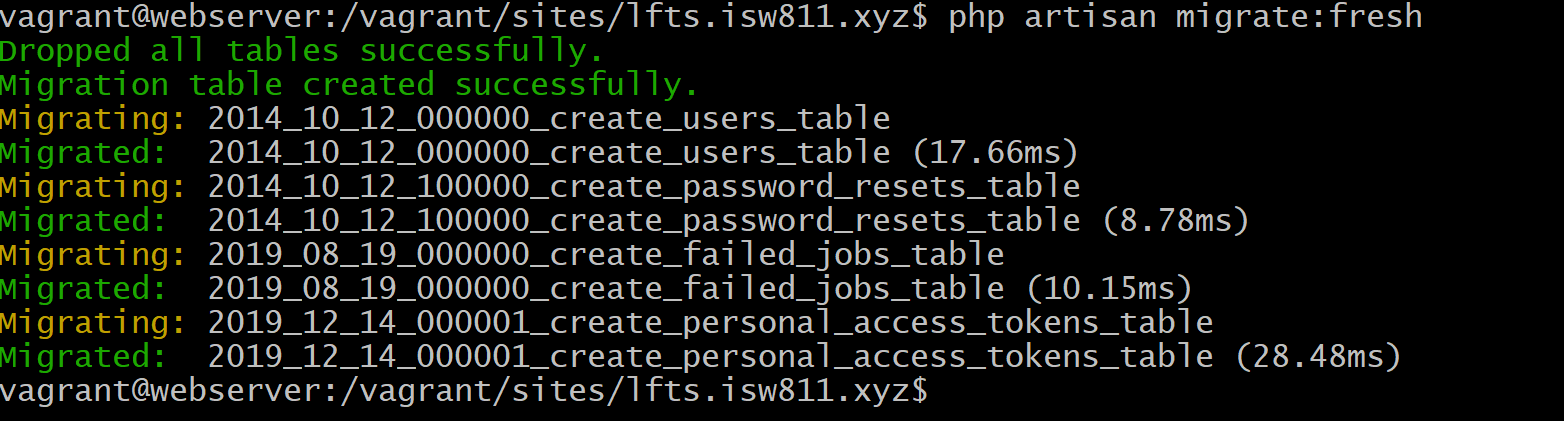 vagrant@webserver:/vagrant/sites/lfts.isw811.xyz$ php artisan migrate:fresh
Dropped all tables successfully.
Migration table created successfully.
Migrating: 2014_10_12_000000_create_users_table
Migrated:  2014_10_12_000000_create_users_table (17.66ms)
Migrating: 2014_10_12_100000_create_password_resets_table
Migrated:  2014_10_12_100000_create_password_resets_table (8.78ms)
Migrating: 2019_08_19_000000_create_failed_jobs_table
Migrated:  2019_08_19_000000_create_failed_jobs_table (10.15ms)
Migrating: 2019_12_14_000001_create_personal_access_tokens_table
Migrated:  2019_12_14_000001_create_personal_access_tokens_table (28.48ms)
vagrant@webserver:/vagrant/sites/lfts.isw811.xyz$